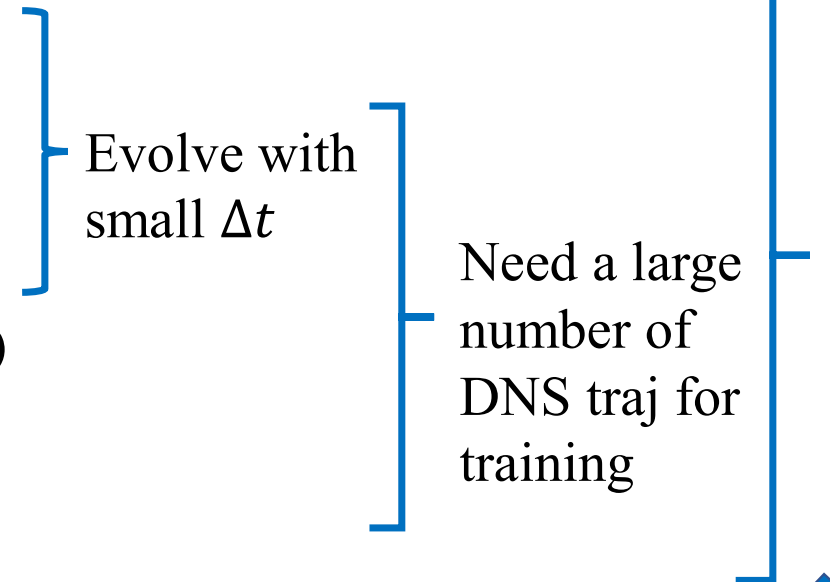 Evolve with
small Δt
Need a large
number of
DNS traj for
training
)